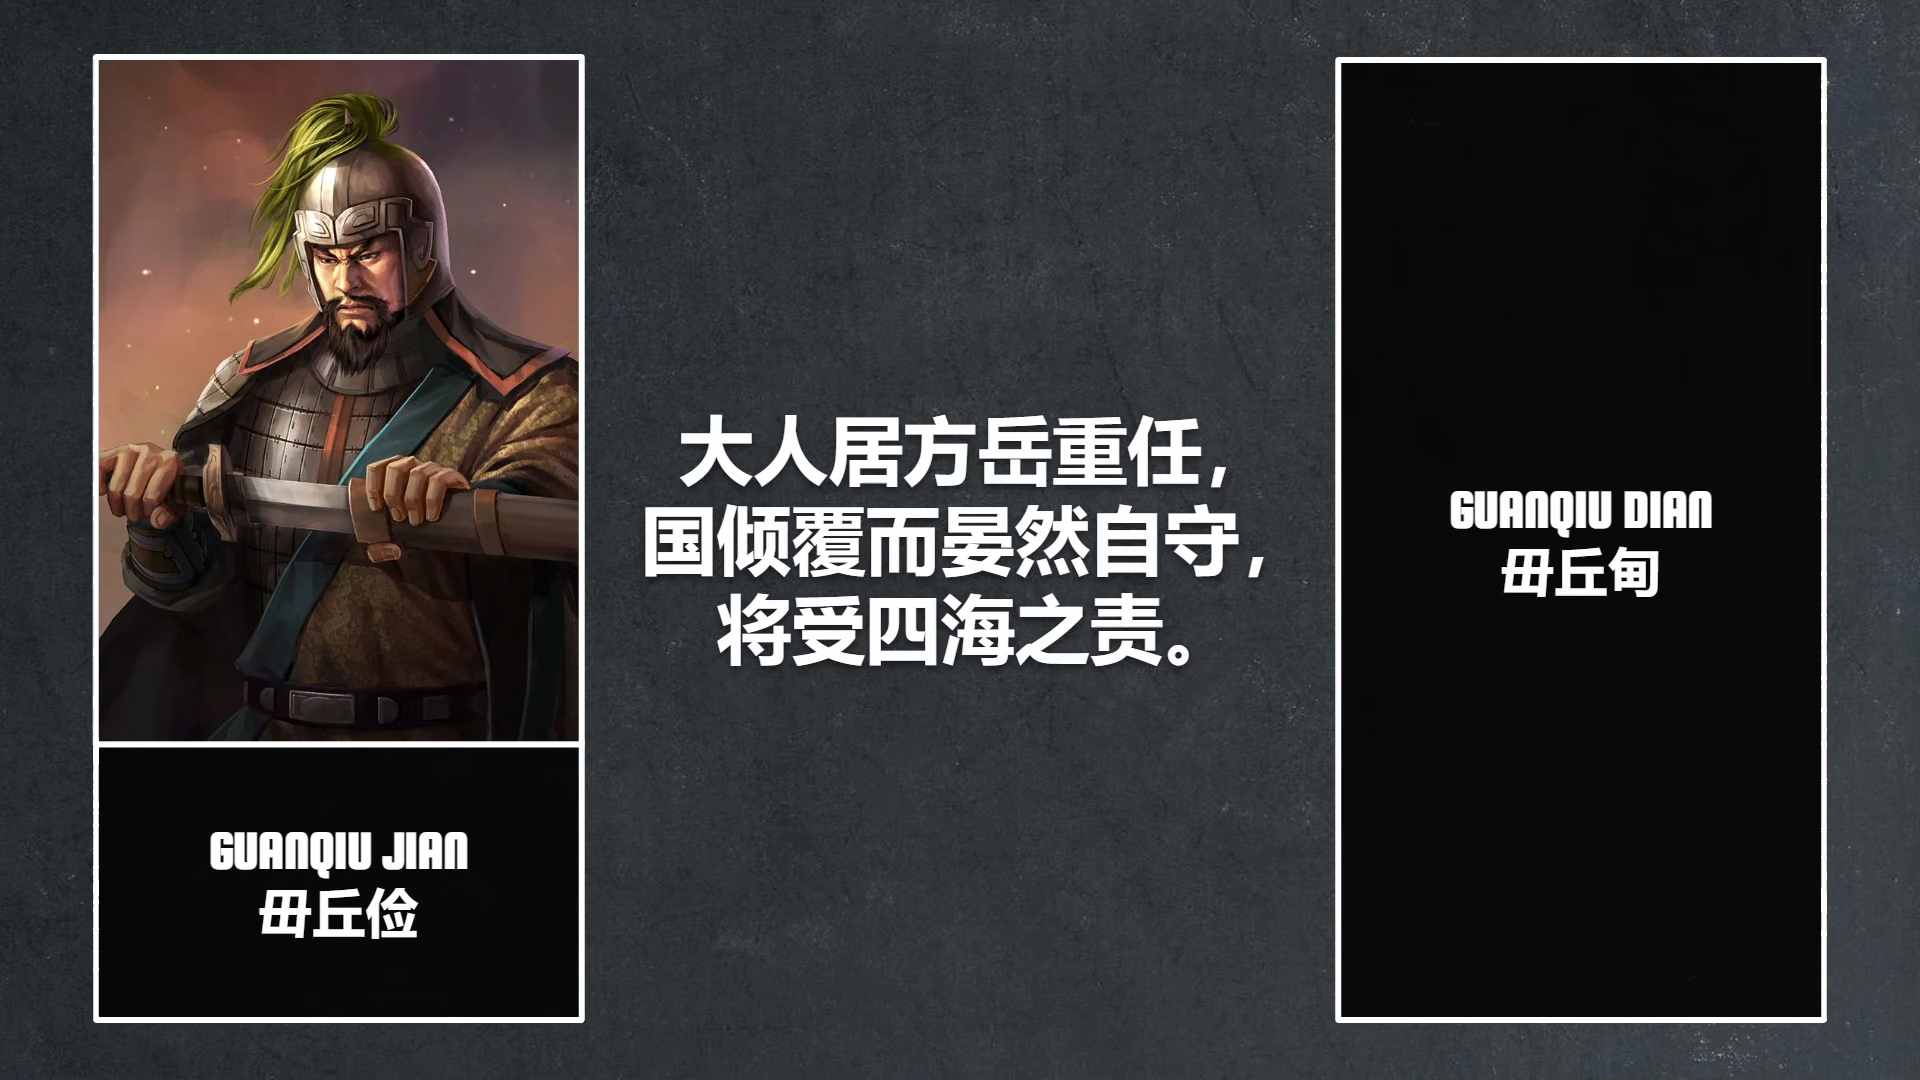 大人居方岳重任，
国倾覆而晏然自守，
将受四海之责。
GUANQIU JIAN
毌丘俭
GUANQIU DIAN
毌丘甸